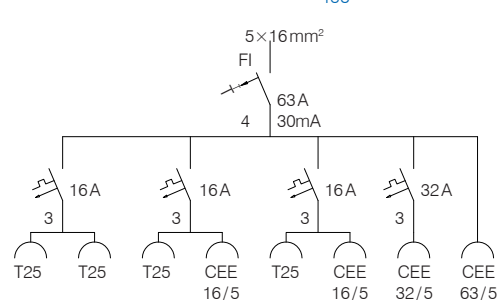 5×16mm²
FI
63A
4 30mA
16A 16A 16A 32A
3 3 3 3
T25 T25 T25 CEE T25 CEE CEE CEE
16/5 16/5 32/5 63/5